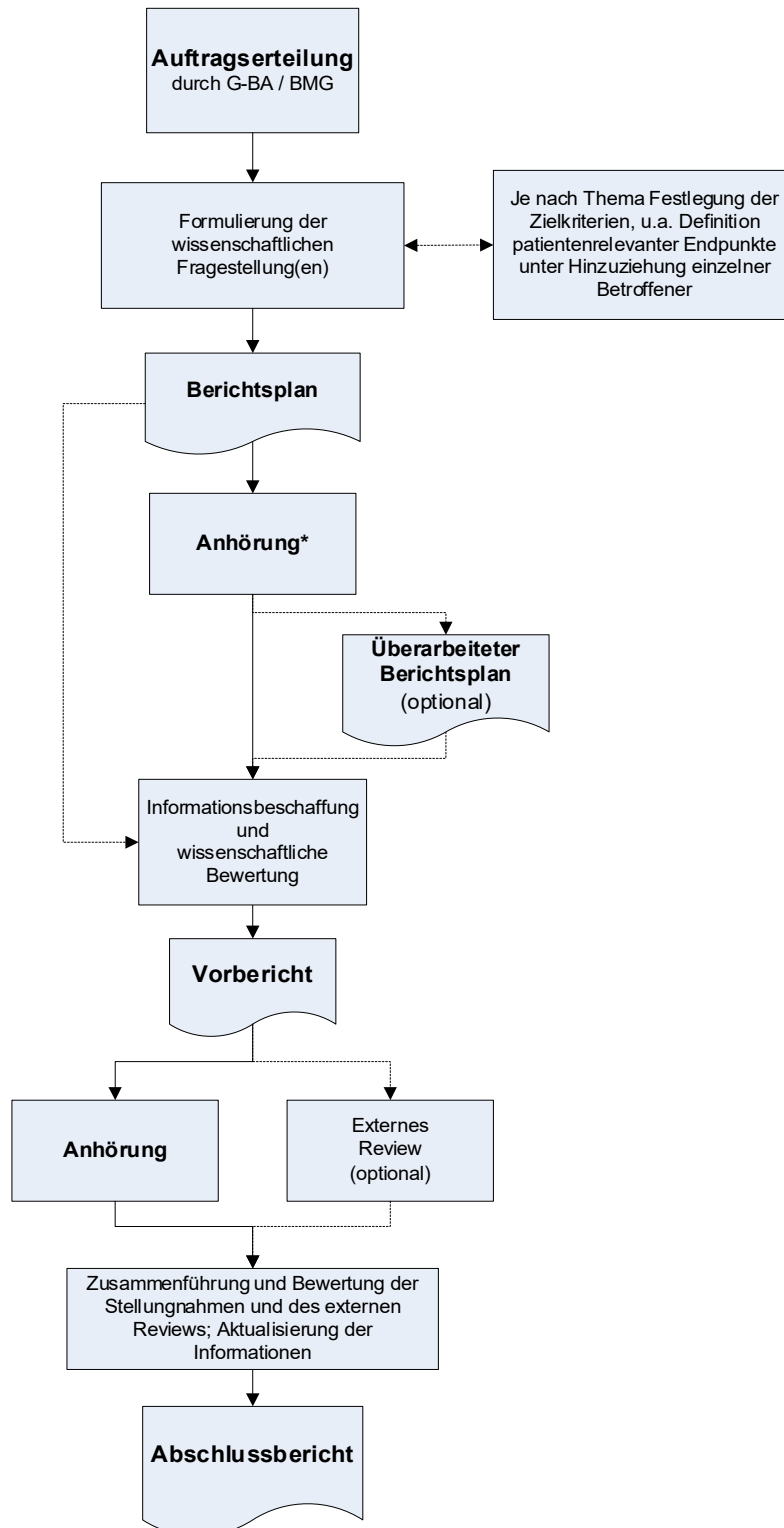 Auftragserteilung
durch G-BA / BMG
Formulierung der
wissenschaftlichen
Fragestellung(en)
Je nach Thema Festlegung der
Zielkriterien, u.a. Definition
patientenrelevanter Endpunkte
unter Hinzuziehung einzelner
Betroffener
Berichtsplan
Anhörung*
Überarbeiteter
Berichtsplan
(optional)
Informationsbeschaffung
und
wissenschaftliche
Bewertung
Vorbericht
Anhörung
Externes
Review
(optional)
Zusammenführung und Bewertung der
Stellungnahmen und des externen
Reviews; Aktualisierung der
Informationen
Abschlussbericht